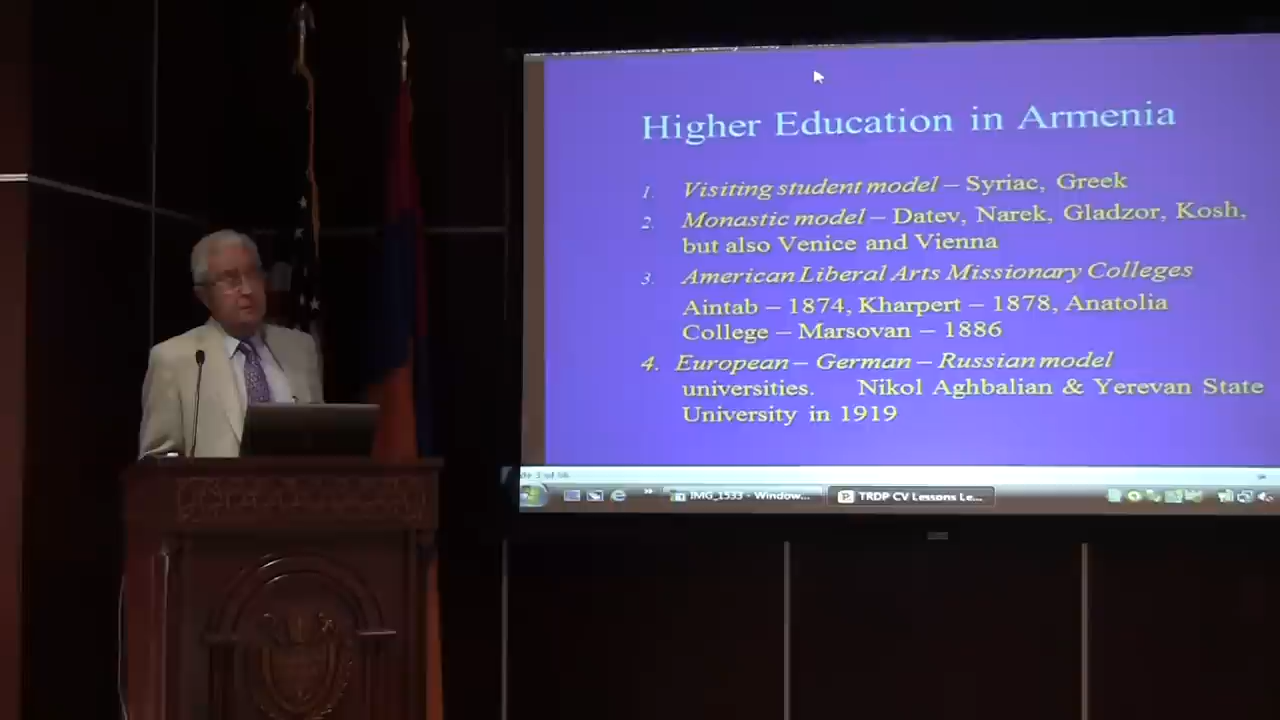 Higher Education in Armenia
1. Visiting student model – Syriac, Greek
2. Monastic model – Datev, Narek, Gladzor, Kosh,
but also Venice and Vienna
3. American Liberal Arts Missionary Colleges
Aintab – 1874, Kharpert – 1878, Anatolia
College – Marsovan – 1886
4. European – German – Russian model
universities. Nikol Aghbalian & Yerevan State
University in 1919
IMG_1533 - Window...
TRDP CV Lessons Le...